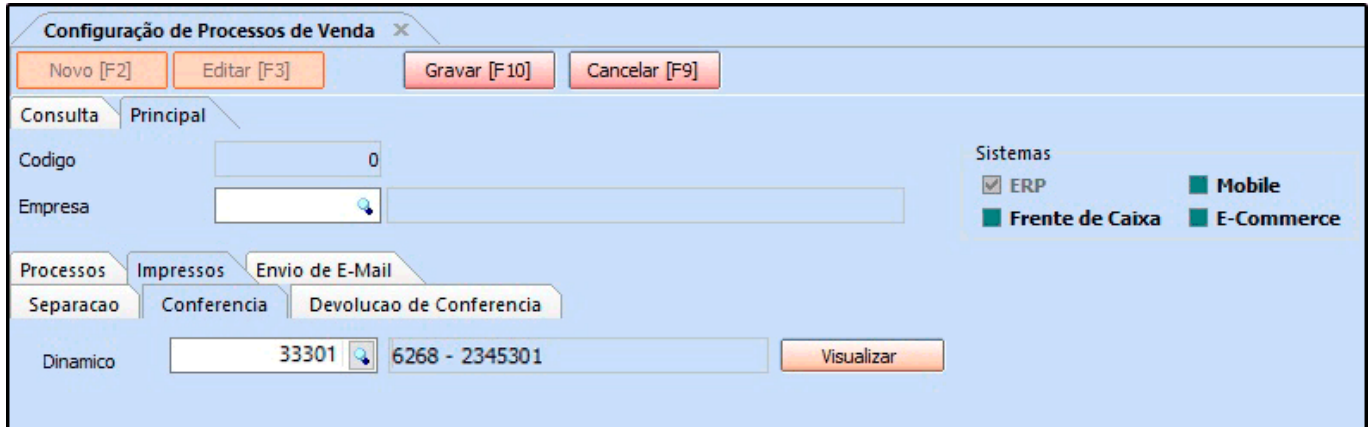 Configuração de Processos de Venda
Novo [F2] Editar [F3] Gravar [F10] Cancelar [F9]
Consulta Principal
Codigo 0
Empresa
Sistemas
ERP Mobile
Frente de Caixa E-Commerce
Processos Impressos Envio de E-Mail
Separacao Conferéncia Devolucao de Conferencia
Dinamico 33301 6268 - 2345301 Visualizar